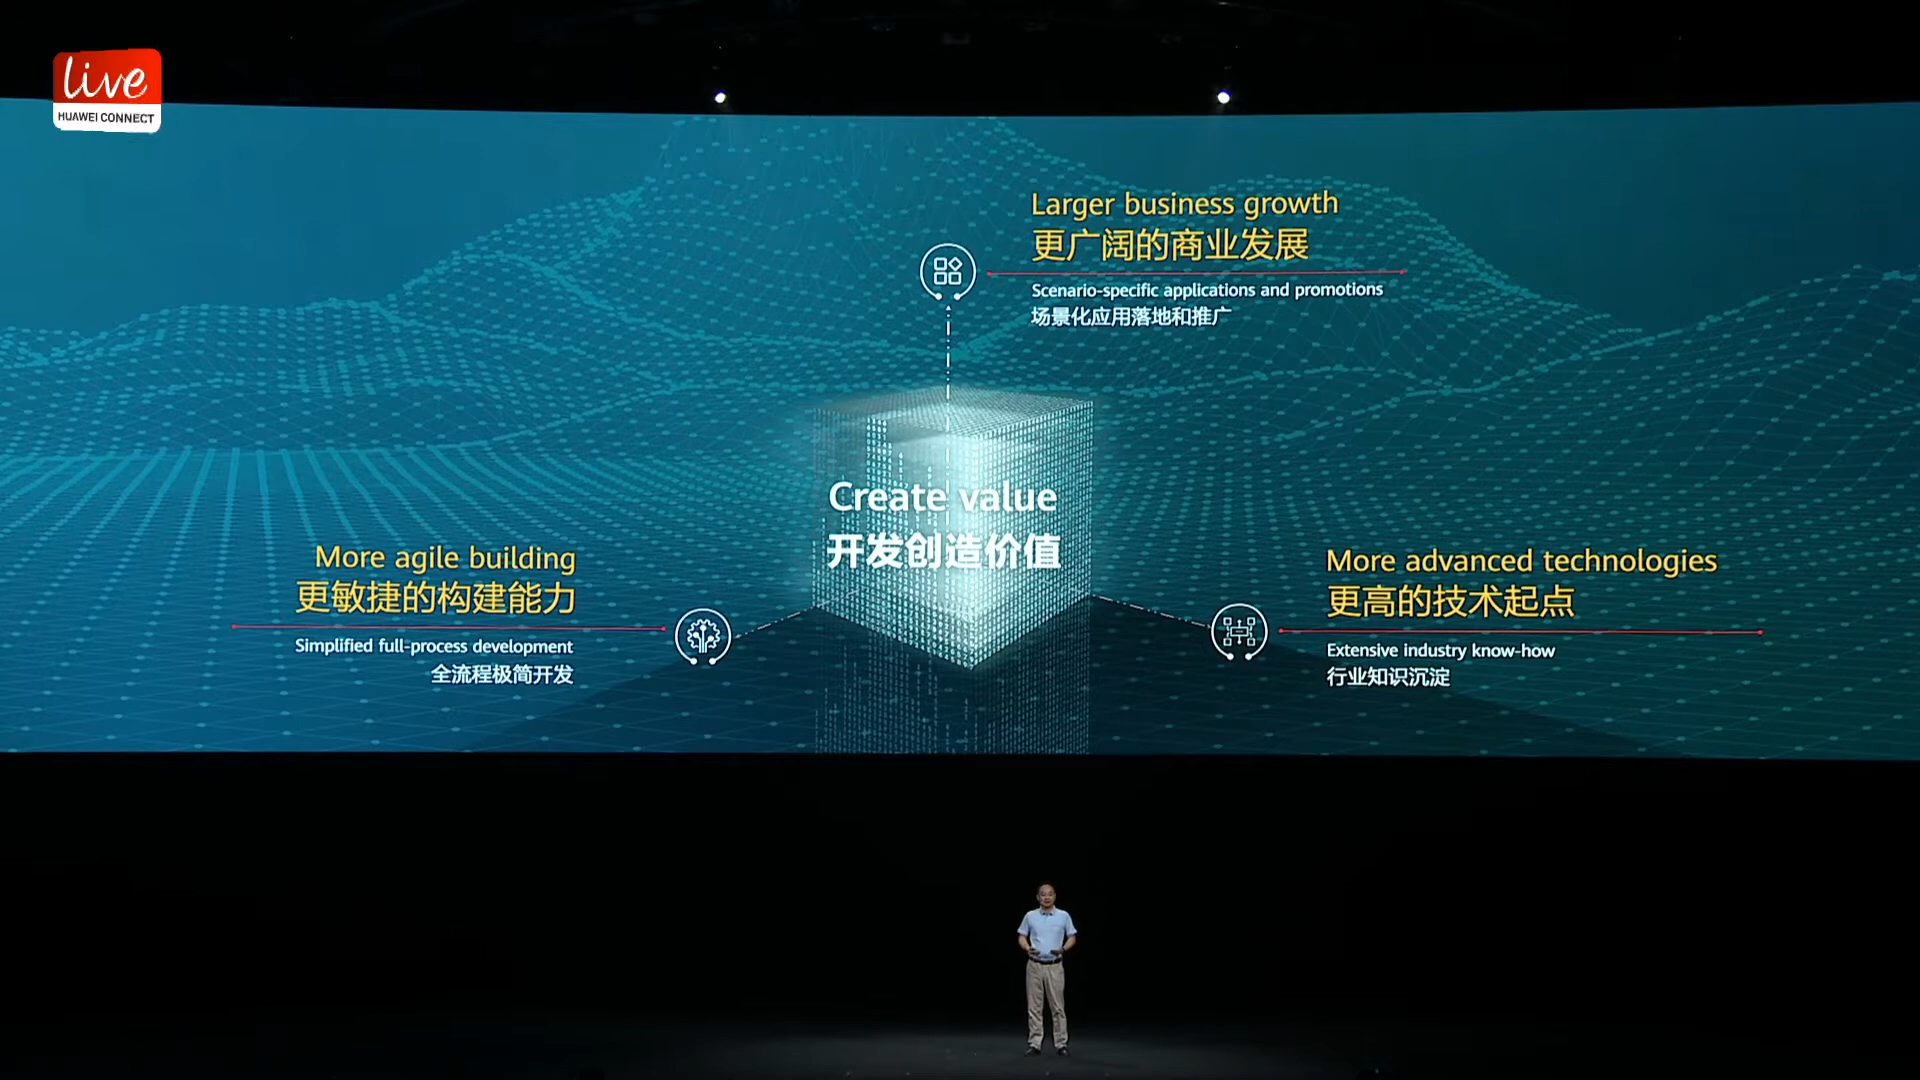 live
HUAWEI CONNECT
Larger business growth
更广阔的商业发展
Scenario-specific applications and promotions
场景化应用落地和推广
Create value
开发创造价值
More agile building
更敏捷的构建能力
Simplified full-process development
全流程极简开发
More advanced technologies
更高的技术起点
Extensive industry know-how
行业知识沉淀